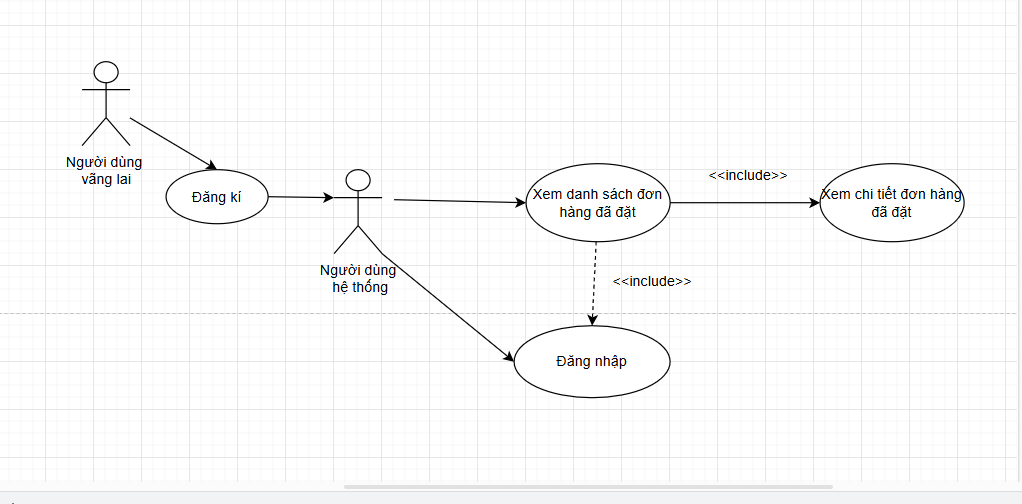 Người dùng
vãng lai
Đăng kí
Người dùng
hệ thống
Xem danh sách đơn
hàng đã đặt
<<include>>
Xem chi tiết đơn hàng
đã đặt
<<include>>
Đăng nhập